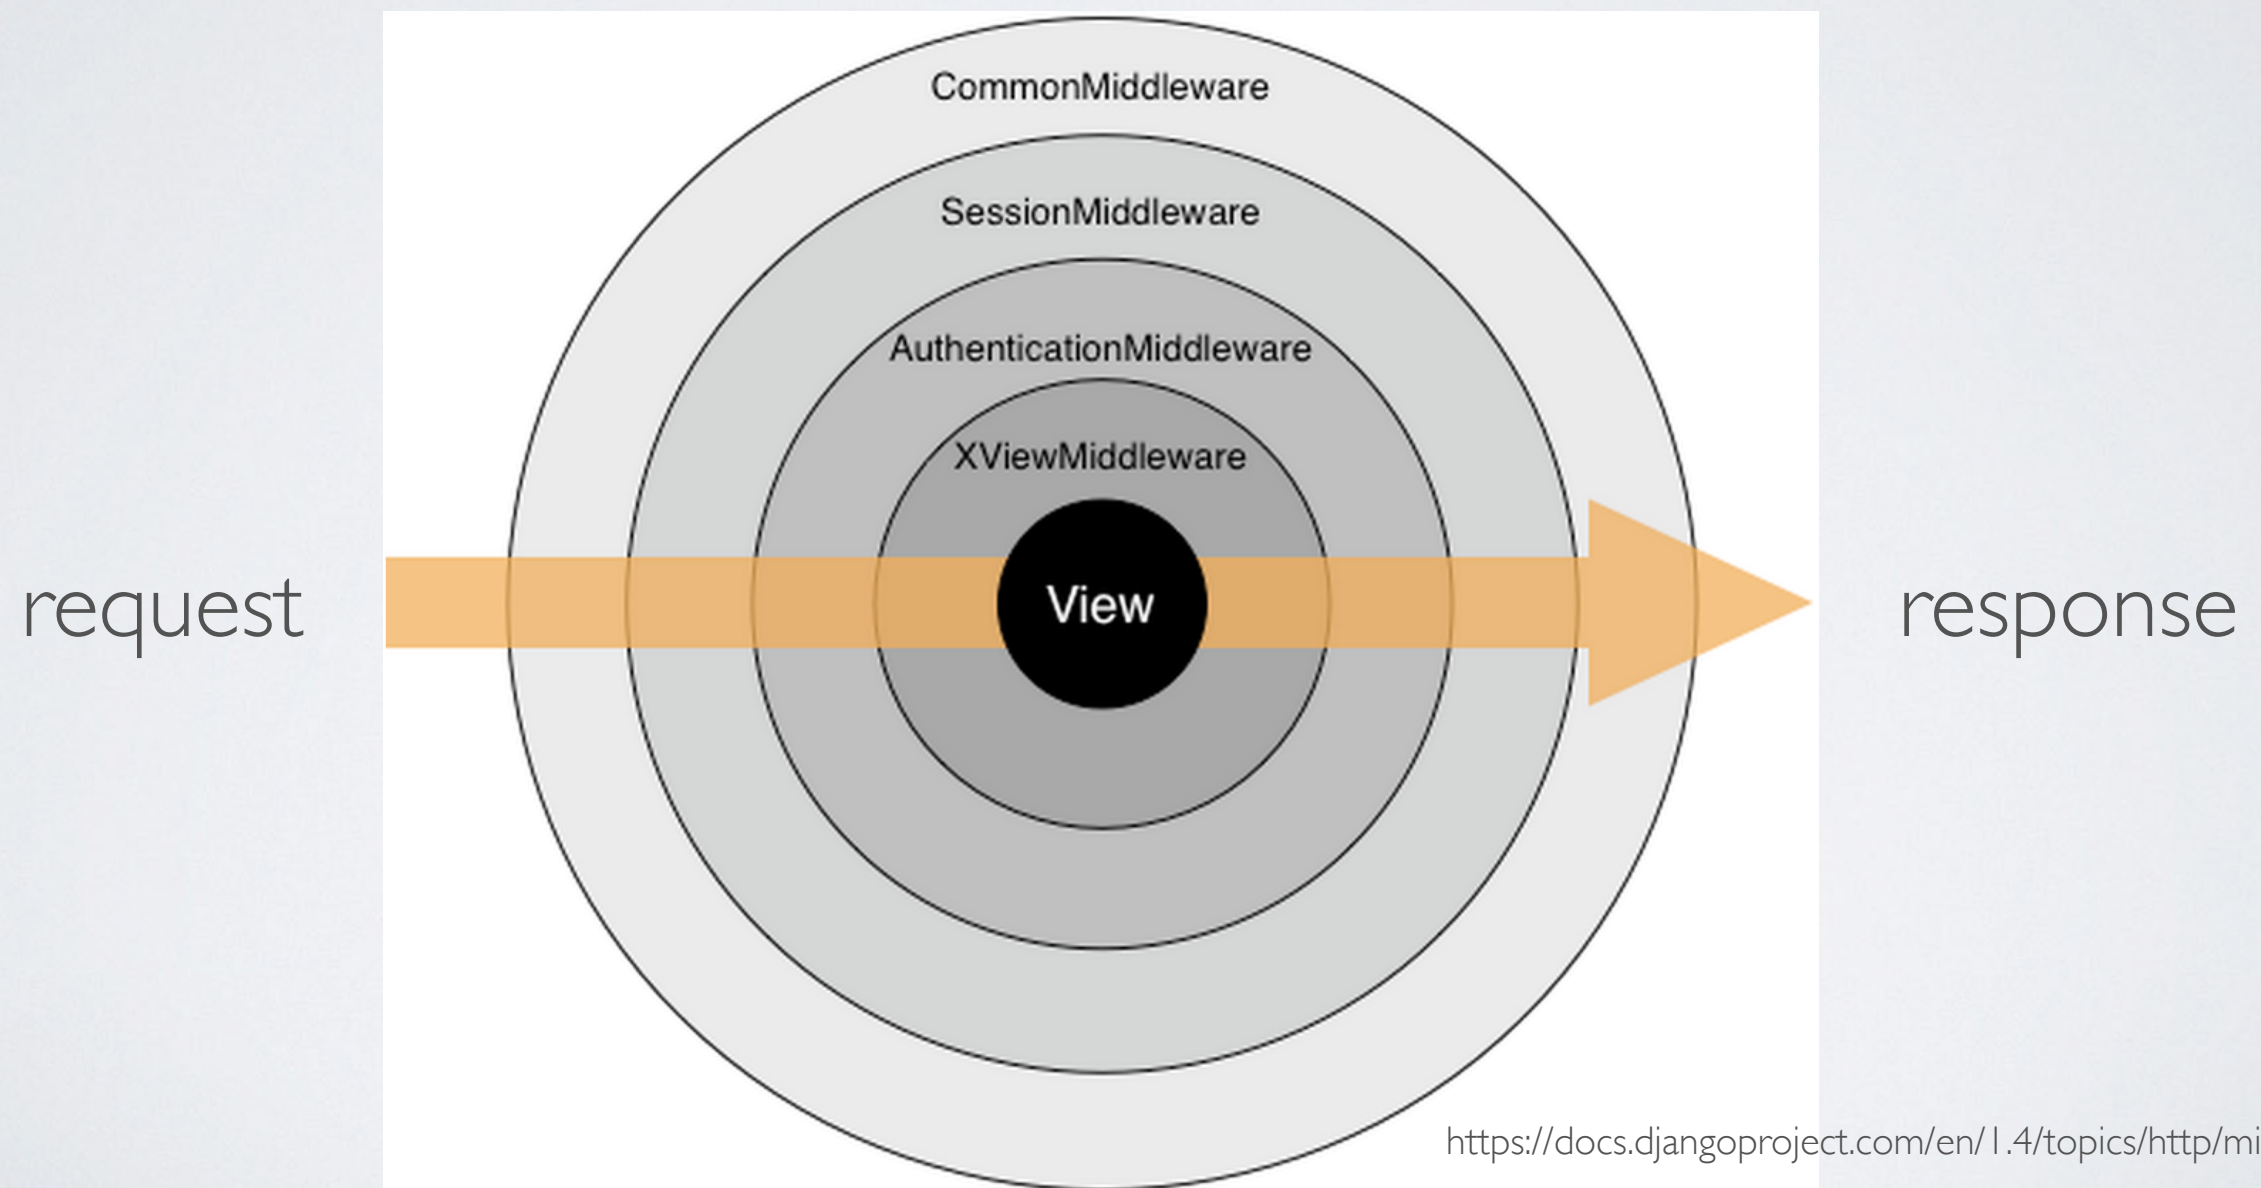 CommonMiddleware
SessionMiddleware
AuthenticationMiddleware
XViewMiddleware
request
View
response
https://docs.djangoproject.com/en/1.4/topics/http/mi